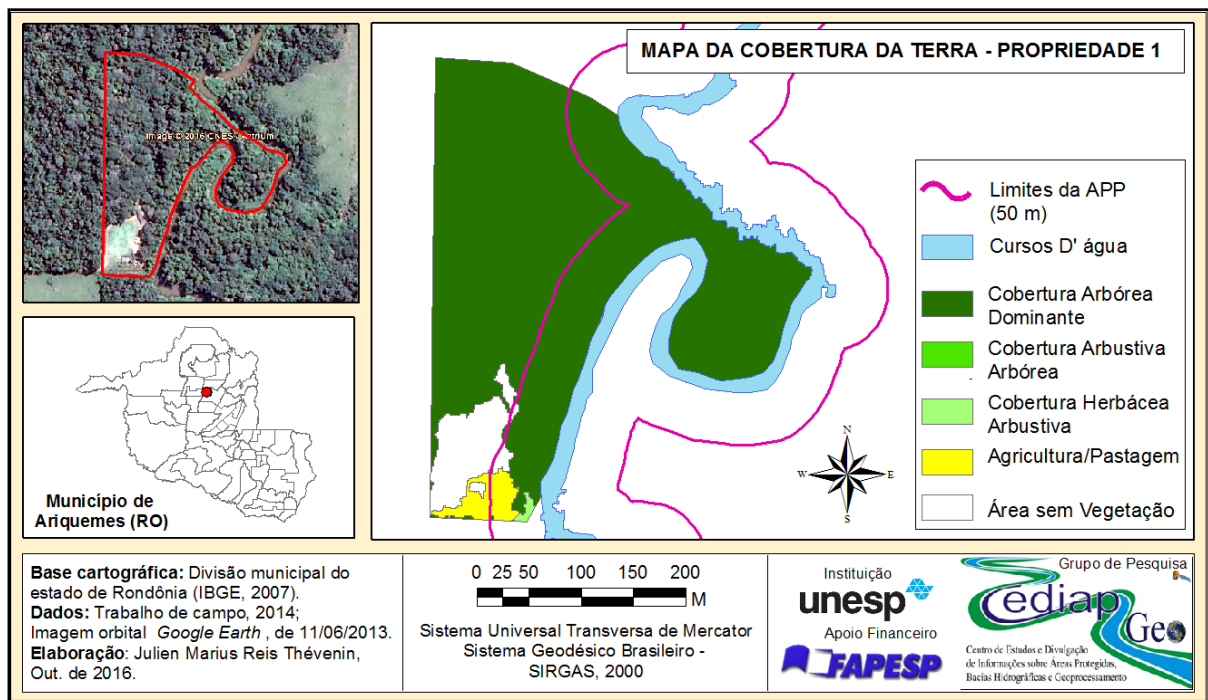 MAPA DA COBERTURA DA TERRA - PROPRIEDADE 1
Image © 2016 CNES / Astrium
Limites da APP
(50 m)
Cursos D' água
Cobertura Arbórea
Dominante
Cobertura Arbustiva
Arbórea
Cobertura Herbácea
Arbustiva
Agricultura/Pastagem
Área sem Vegetação
N
W
E
S
Município de
Ariquemes (RO)
Base cartográfica: Divisão municipal do
estado de Rondônia (IBGE, 2007).
Dados: Trabalho de campo, 2014;
Imagem orbital Google Earth , de 11/06/2013.
Elaboração: Julien Marius Reis Thévenin,
Out. de 2016.
0 25 50 100 150 200
M
Sistema Universal Transversa de Mercator
Sistema Geodésico Brasileiro -
SIRGAS, 2000
Instituição
unesp
Apoio Financeiro
FAPESP
Grupo de Pesquisa
Cediap
Geo
Centro de Estudos e Divulgação
de Informações sobre Áreas Protegidas,
Bacias Hidrográficas e Geoprocessamento